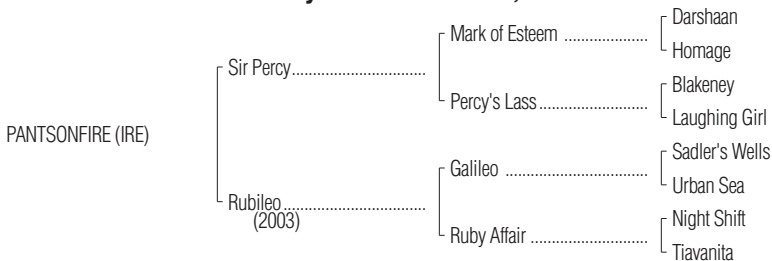 Darshaan
Mark of Esteem ....................
Homage
Sir Percy................................
Blakeney
Percy's Lass..........................
Laughing Girl
PANTSONFIRE (IRE)
Sadler's Wells
Galileo ..................................
Urban Sea
Rubileo..................................
(2003)
Night Shift
Ruby Affair ............................
Tiavanita